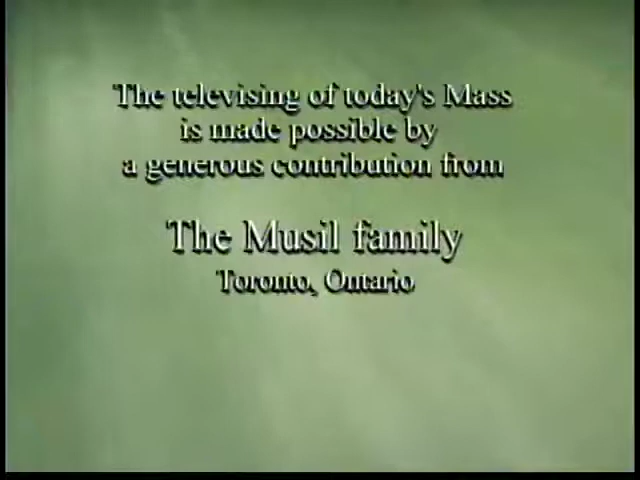 The televising of today's Mass
is made possible by
a generous contribution from
The Musil family
Toronto, Ontario